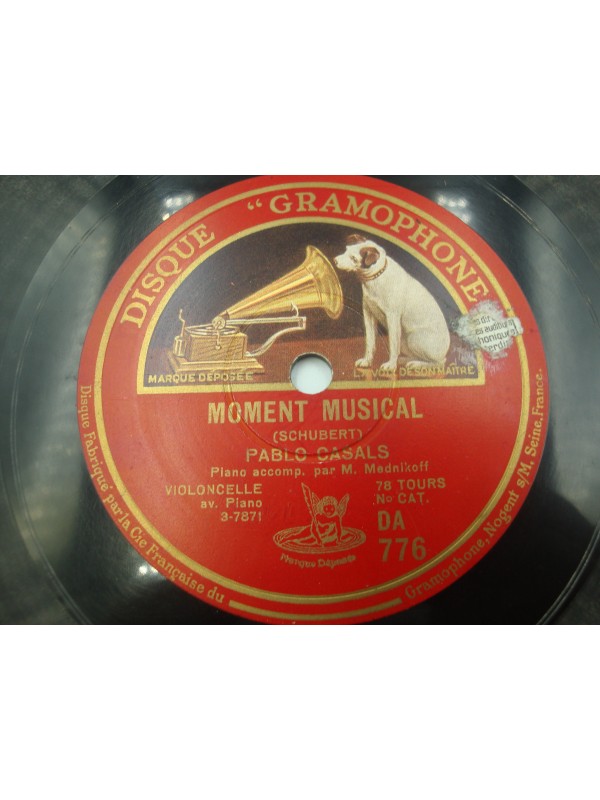 DISQUE “GRAMOPHONE
MARQUE DÉPOSÉE
LA VOIX DE SON MAÎTRE
MOMENT MUSICAL
(SCHUBERT)
PABLO CASALS
Piano accomp. par M. Mednikoff
VIOLONCELLE
av. Piano
3-7871
78 TOURS
No CAT.
DA
776
Marque Déposée
Disque Fabriqué par la Cie Française du
Gramophone, Nogent s/M. Seine. France.